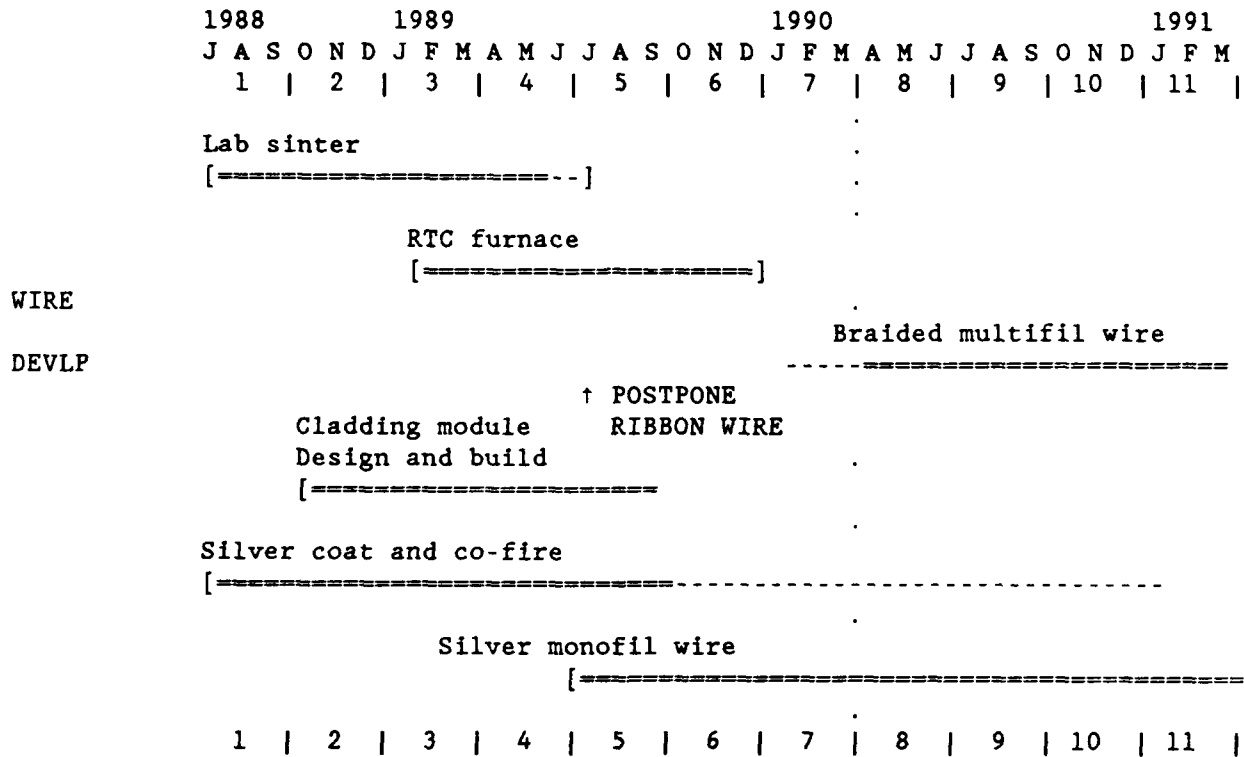 1988 1989 1990 1991
J A S O N D J F M A M J J A S O N D J F M A M J J A S O N D J F M
1 | 2 | 3 | 4 | 5 | 6 | 7 | 8 | 9 | 10 | 11 |
Lab sinter
[=====================--]
RTC furnace
[=====================]
WIRE
Braided multifil wire
DEVLP
-----=======================
↑ POSTPONE
Cladding module RIBBON WIRE
Design and build
[======================
Silver coat and co-fire
[=============================-------------------------------
Silver monofil wire
[==========================================
1 | 2 | 3 | 4 | 5 | 6 | 7 | 8 | 9 | 10 | 11 |